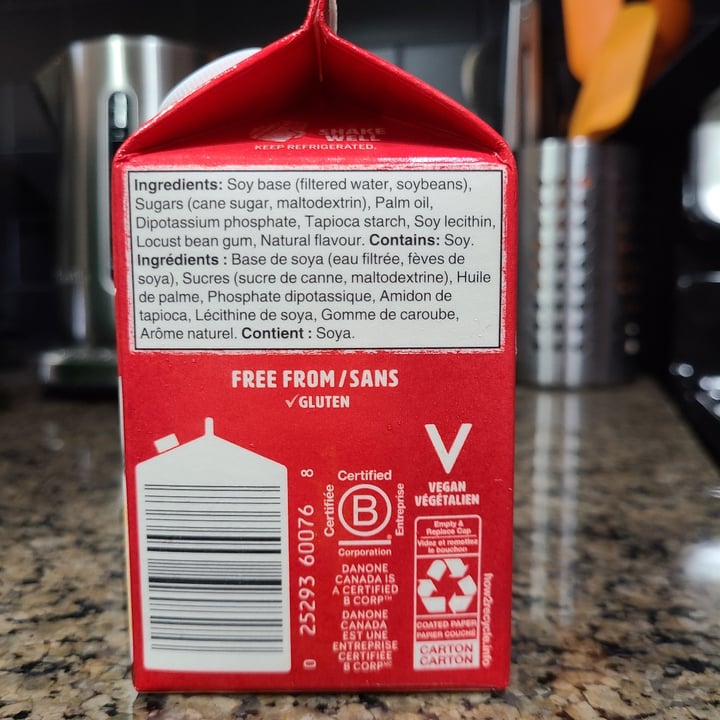 SHAKE
WELL
KEEP REFRIGERATED.
Ingredients: Soy base (filtered water, soybeans),
Sugars (cane sugar, maltodextrin), Palm oil,
Dipotassium phosphate, Tapioca starch, Soy lecithin,
Locust bean gum, Natural flavour. Contains: Soy.
Ingrédients : Base de soya (eau filtrée, fèves de
soya), Sucres (sucre de canne, maltodextrine), Huile
de palme, Phosphate dipotassique, Amidon de
tapioca, Lécithine de soya, Gomme de caroube,
Arôme naturel. Contient : Soya.
FREE FROM/SANS
✓GLUTEN
0 25293 60076 8
Certified
Certifiée
B
Entreprise
Corporation
DANONE
CANADA IS
A CERTIFIED
B CORP™
DANONE
CANADA
EST UNE
ENTREPRISE
CERTIFIÉE
B CORP MC
V
VEGAN
VÉGÉTALIEN
Empty &
Replace Cap
Videz et remettez
le bouchon
COATED PAPER
PAPIER COUCHÉ
CARTON
CARTON
how2recycle.info